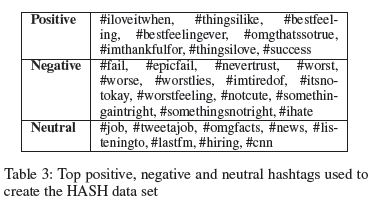 Positive #iloveitwhen, #thingsilike, #bestfeel-
ing, #bestfeelingever, #omgthatssotrue,
#imthankfulfor, #thingsilove, #success
Negative #fail, #epicfail, #nevertrust, #worst,
#worse, #worstlies, #imtiredof, #itsno-
tokay, #worstfeeling, #notcute, #somethin-
gaintright, #somethingsnotright, #ihate
Neutral #job, #tweetajob, #omgfacts, #news, #lis-
teningto, #lastfm, #hiring, #cnn
Table 3: Top positive, negative and neutral hashtags used to
create the HASH data set